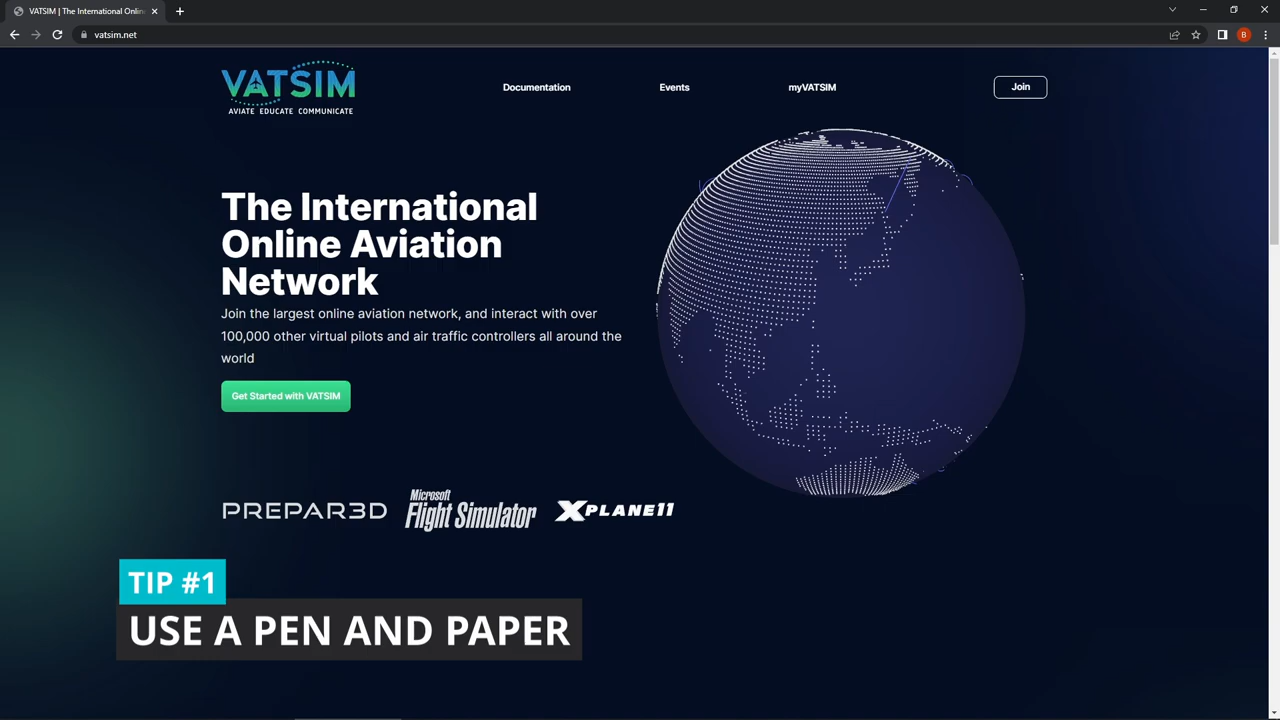 VATSIM | The International Onlin
vatsim.net
B
VATSIM
AVIATE EDUCATE COMMUNICATE
Documentation
Events
myVATSIM
Join
The International
Online Aviation
Network
Join the largest online aviation network, and interact with over
100,000 other virtual pilots and air traffic controllers all around the
world
Get Started with VATSIM
PREPAR3D
Microsoft
Flight Simulator
XPLANE11
TIP #1
USE A PEN AND PAPER